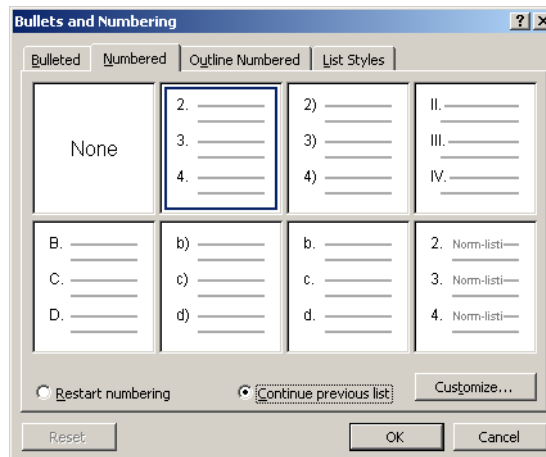 Bullets and Numbering
Bulleted Numbered Outline Numbered List Styles
None
2.
3.
4.
2)
3)
4)
II.
III.
IV.
B.
C.
D.
b)
c)
d)
b.
c.
d.
2. Norm-listi
3. Norm-listi
4. Norm-listi
Restart numbering Continue previous list Customize...
Reset OK Cancel